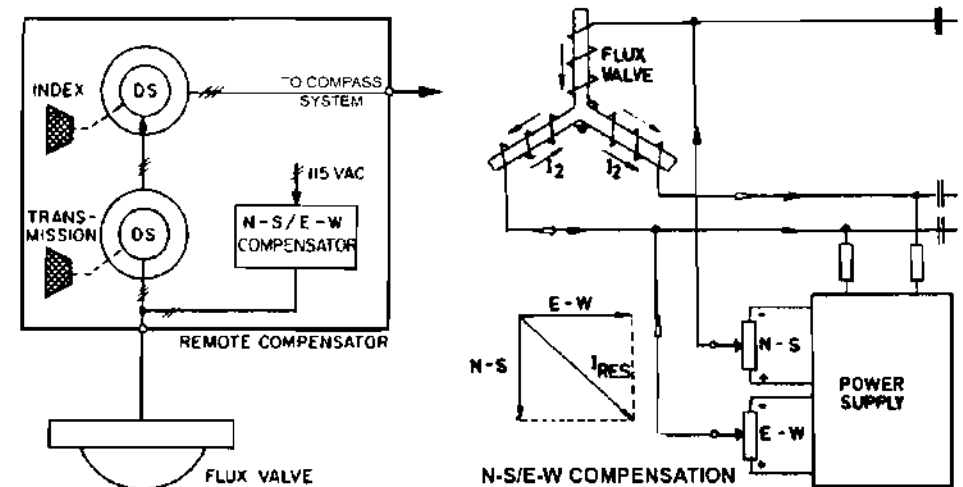 INDEX
DS
TO COMPASS
SYSTEM
115 VAC
TRANS-
MISSION
DS
N-S/E-W
COMPENSATOR
REMOTE COMPENSATOR
FLUX VALVE
FLUX
VALVE
I2
I2
E-W
N-S
IRES.
-
N-S
+
-
E-W
+
POWER
SUPPLY
N-S/E-W COMPENSATION